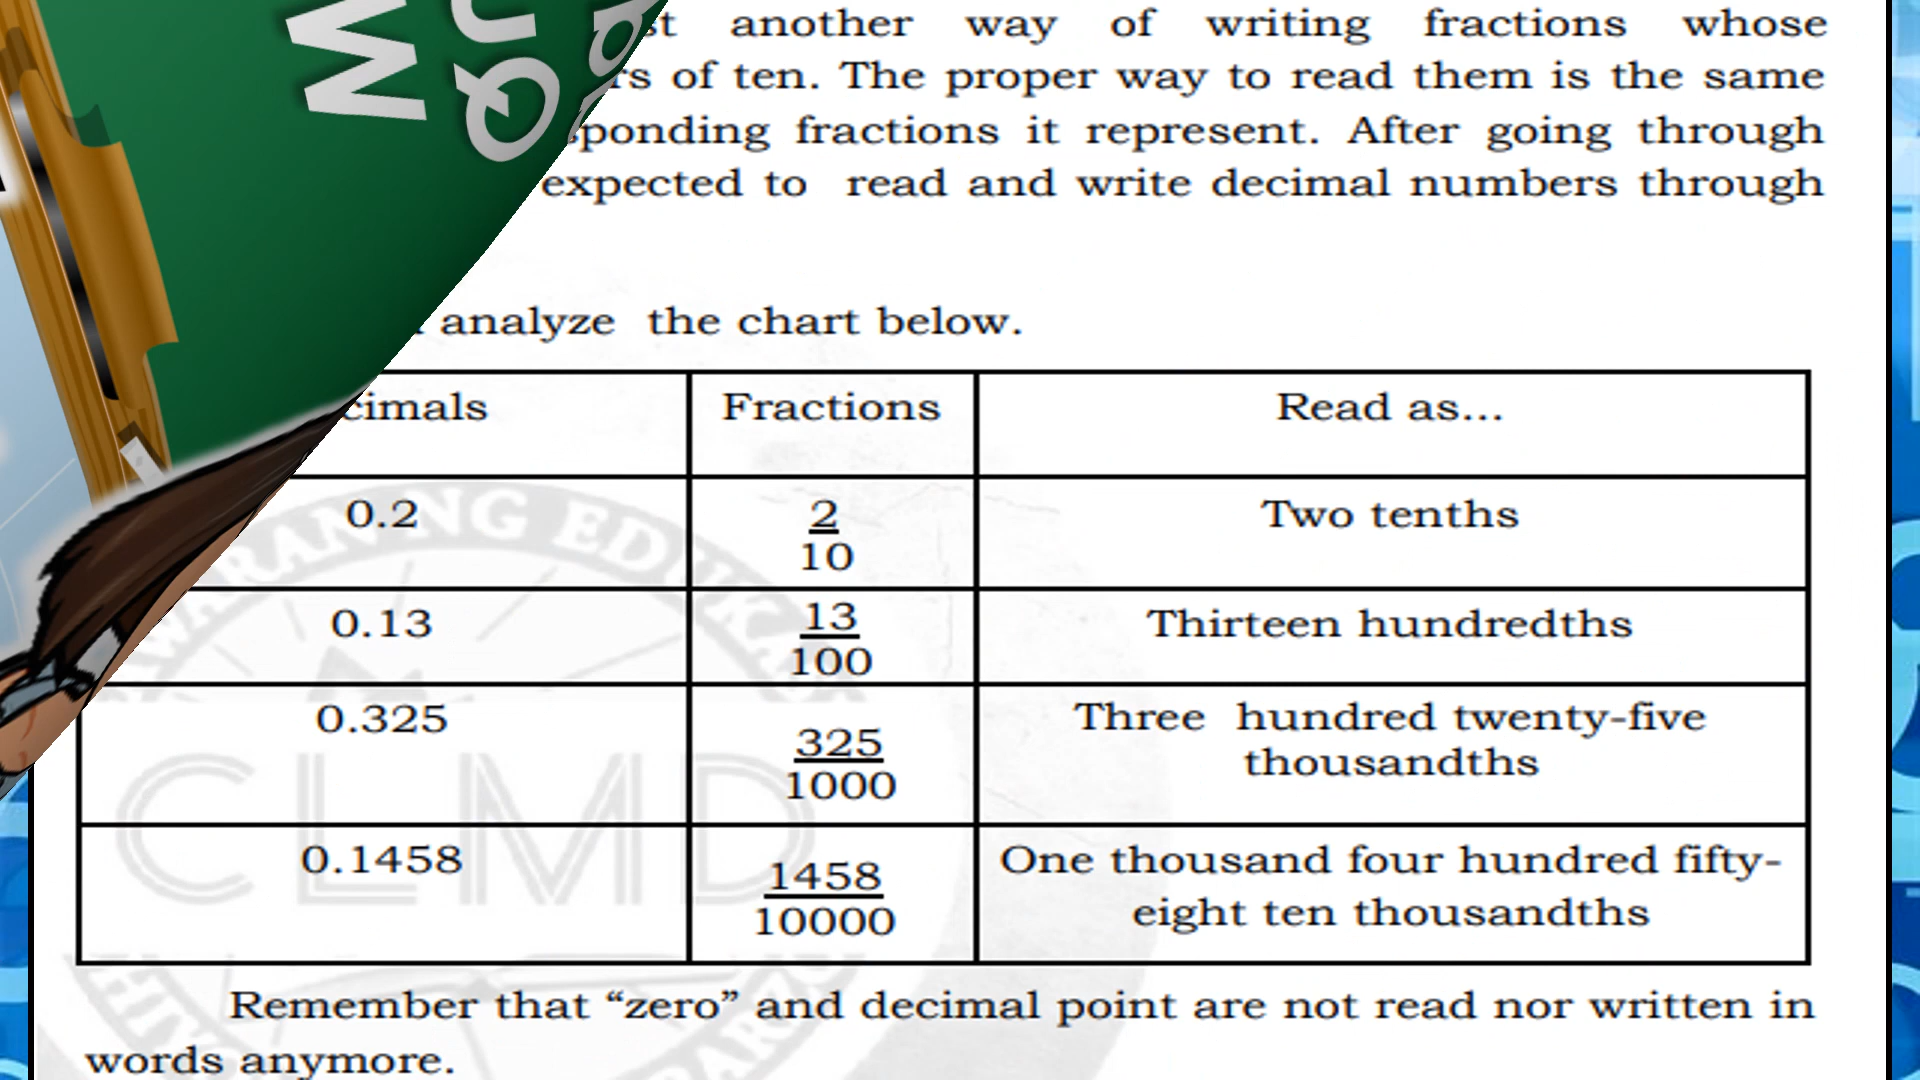 another way of writing fractions whose
of ten. The proper way to read them is the same
fractions it represent. After going through
expected to read and write decimal numbers through
analyze the chart below.
Fractions Read as...
0.2 2/10 Two tenths
0.13 13/100 Thirteen hundredths
0.325 325/1000 Three hundred twenty-five
thousandths
0.1458 1458/10000 One thousand four hundred fifty-
eight ten thousandths
Remember that “zero” and decimal point are not read nor written in
words anymore.
CLMD